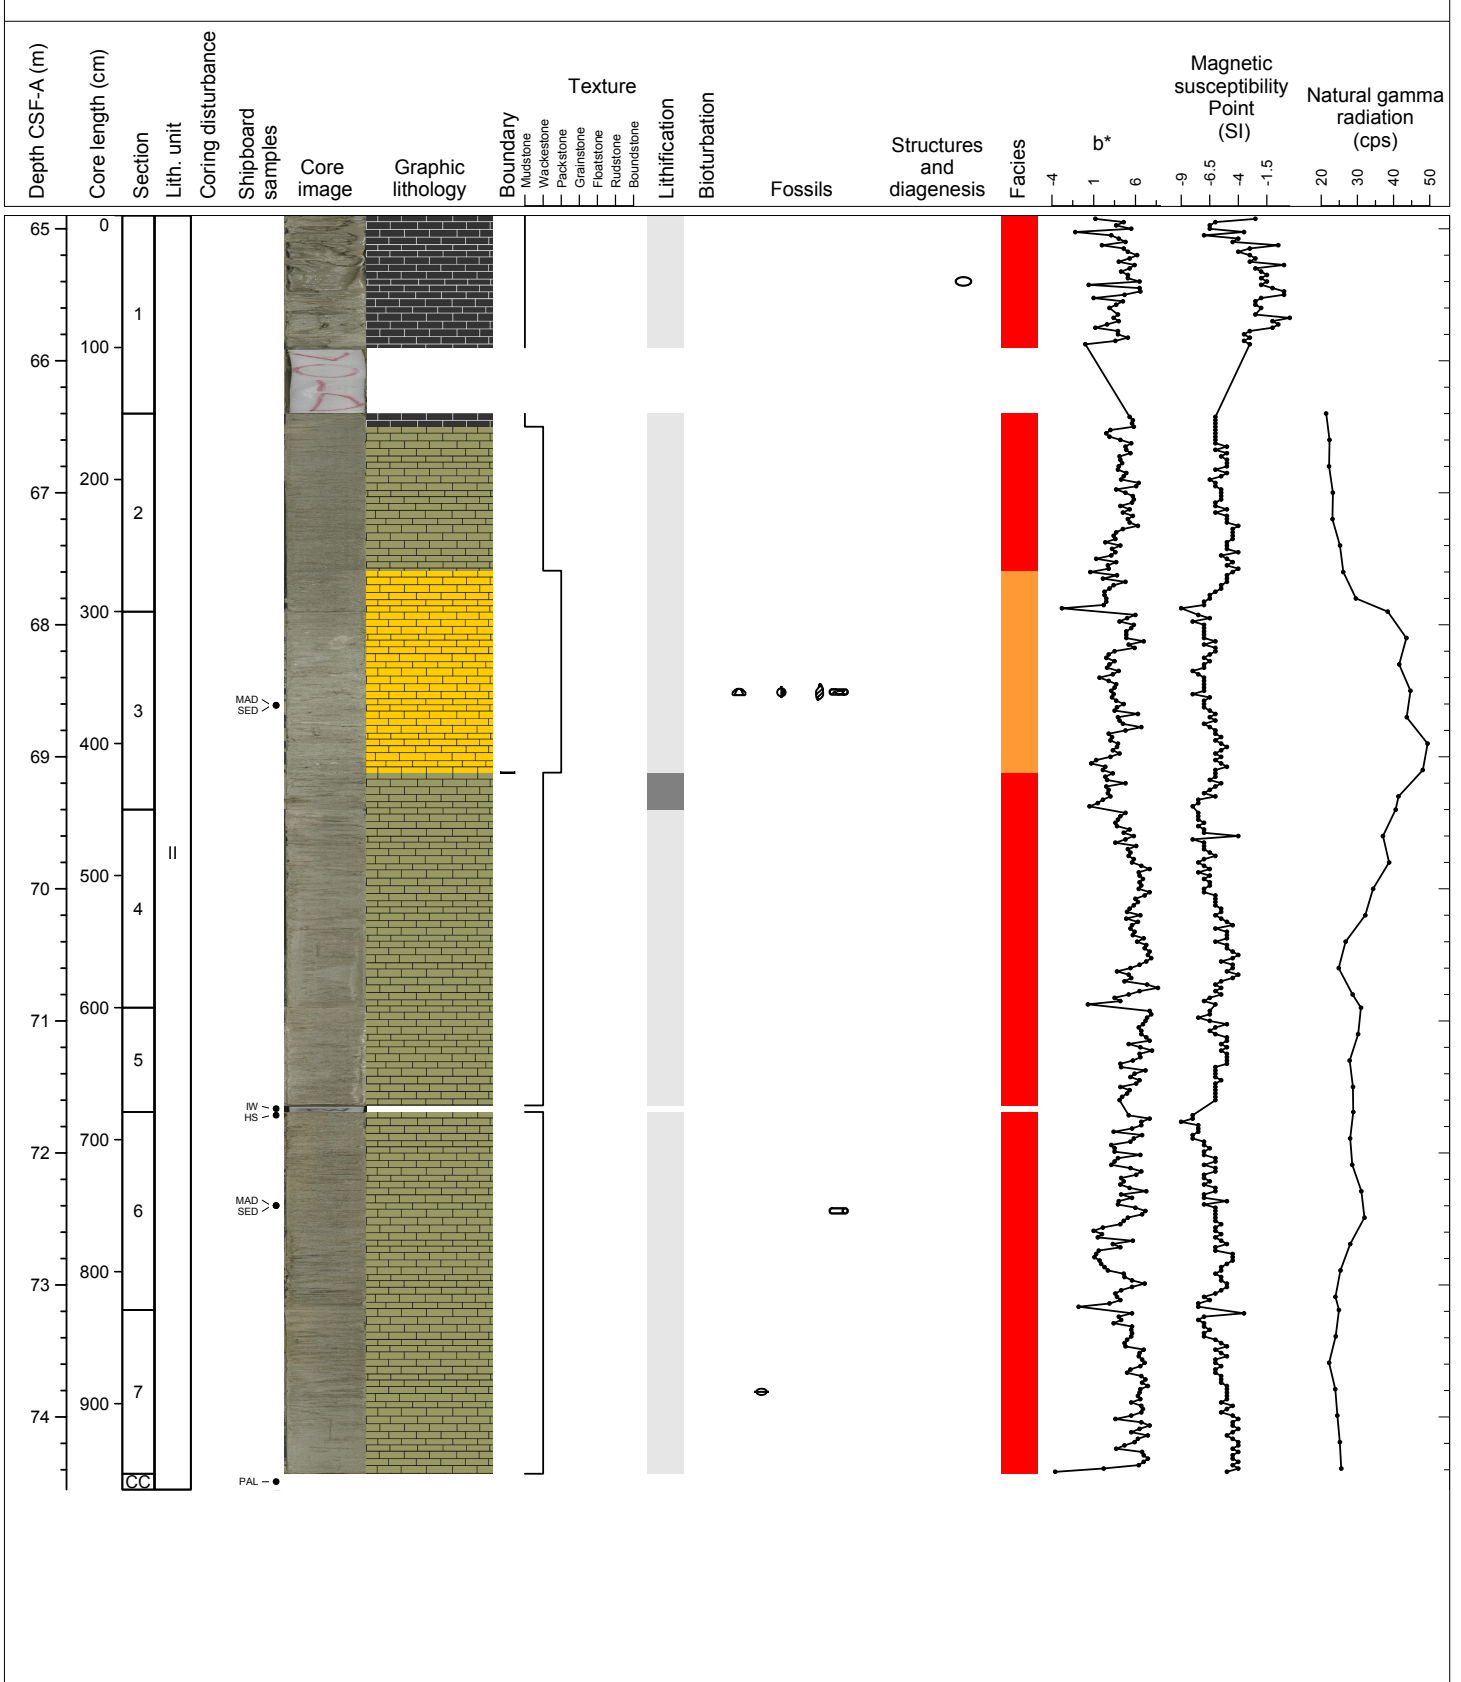 Depth CSF-A (m)
Core length (cm)
Section
Lith. unit
Coring disturbance
Shipboard
samples
Core
image
Graphic
lithology
Boundary
Texture
Mudstone
Wackestone
Packstone
Grainstone
Floatstone
Rudstone
Boundstone
Lithification
Bioturbation
Fossils
Structures
and
diagenesis
Facies
b*
-4 1 6
Magnetic
susceptibility
Point
(SI)
-9 -6.5 -4 -1.5
Natural gamma
radiation
(cps)
20 30 40 50
65
66
67
68
69
70
71
72
73
74
0
100
200
300
400
500
600
700
800
900
1
2
3
4
5
6
7
CC
II
MAD
SED
IW
HS
MAD
SED
PAL